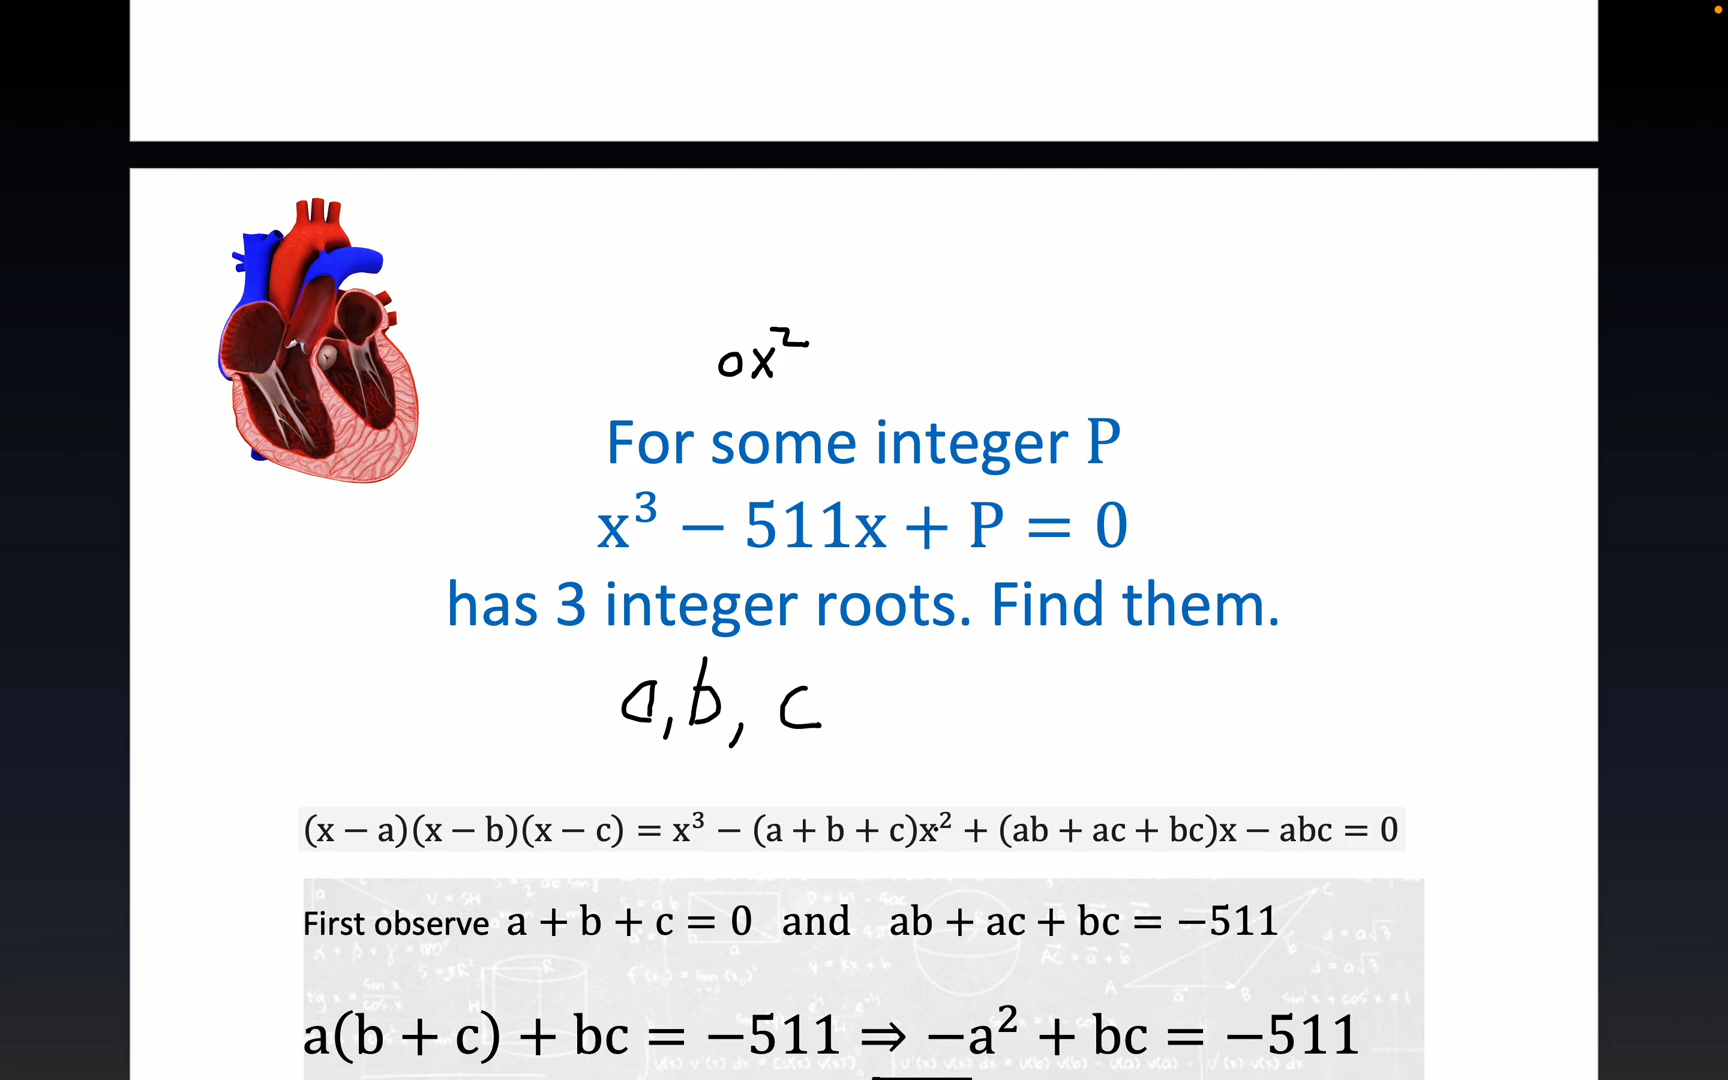 0x²
For some integer P
x³ − 511x + P = 0
has 3 integer roots. Find them.
a, b, c
(x − a)(x − b)(x − c) = x³ − (a + b + c)x² + (ab + ac + bc)x − abc = 0
First observe a + b + c = 0 and ab + ac + bc = −511
a(b + c) + bc = −511 ⇒ −a² + bc = −511